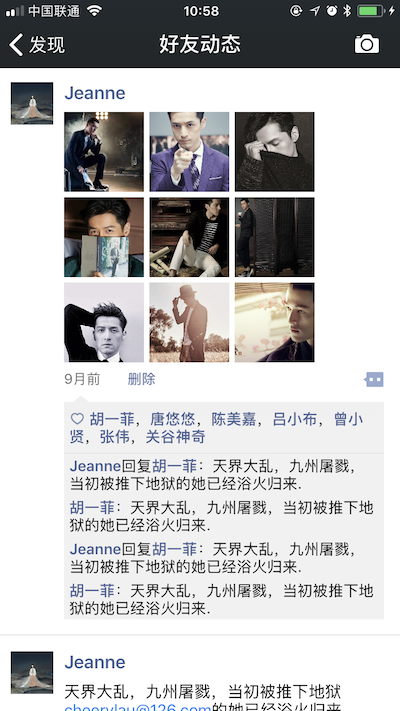 中国联通 10:58
发现 好友动态
Jeanne
9月前 删除
胡一菲，唐悠悠，陈美嘉，吕小布，曾小
贤，张伟，关谷神奇
Jeanne回复胡一菲：天界大乱，九州屠戮，
当初被推下地狱的她已经浴火归来.
胡一菲：天界大乱，九州屠戮，当初被推下地
狱的她已经浴火归来.
Jeanne回复胡一菲：天界大乱，九州屠戮，
当初被推下地狱的她已经浴火归来.
胡一菲：天界大乱，九州屠戮，当初被推下地
狱的她已经浴火归来.
Jeanne
天界大乱，九州屠戮，当初被推下地狱
cheerylau@126.com的她已经浴火归来